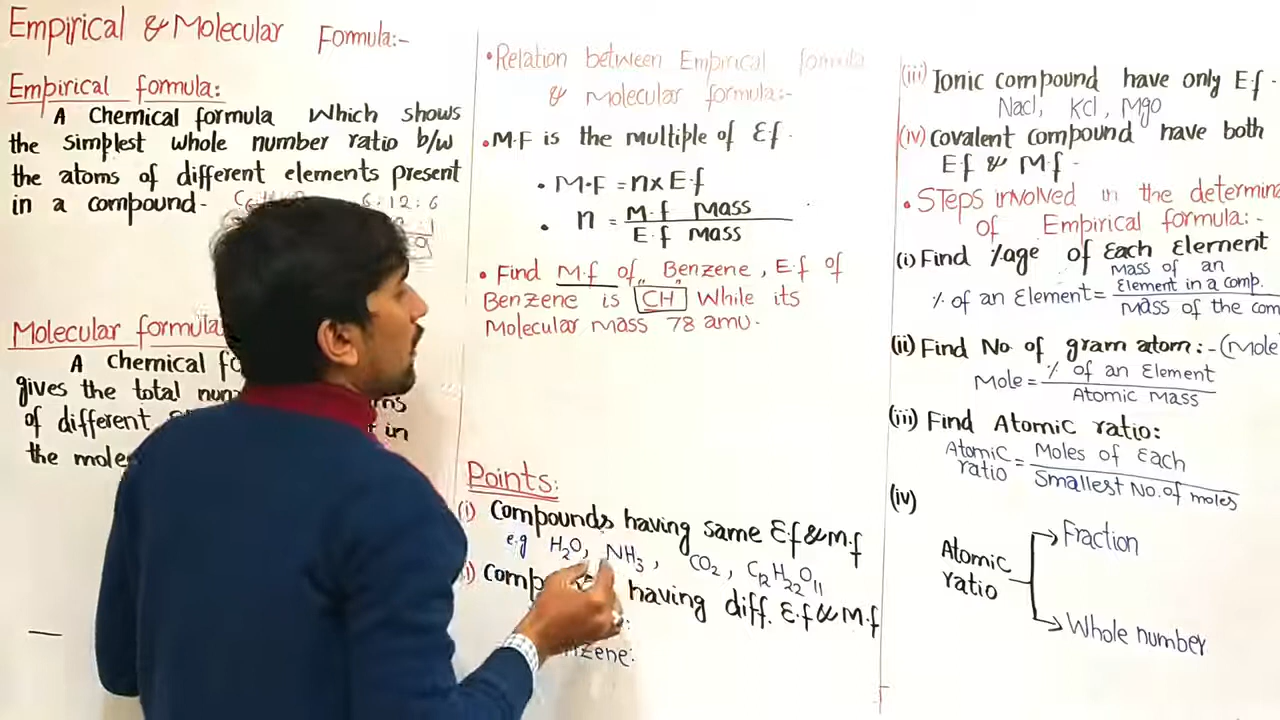 Empirical & Molecular Formula:-
Empirical formula:
A Chemical formula Which shows
the simplest whole number ratio b/w
the atoms of different elements present
in a compound-
6:12:6
Molecular formula
A Chemical
gives the total
of different
in
the
• Relation between Empirical formula
& Molecular formula:-
• M.F is the multiple of E.f.
• M.F = n x E.f
• n = M.f Mass
E.f Mass
• Find M.f of "Benzene", E.f of
Benzene is CH While its
Molecular mass 78 amu.
Points:
(i) Compounds having same E.f & M.f
e.g H₂O, NH₃, CO₂, C₁₂H₂₂O₁₁
having diff. E.f & M.f
(iii) Ionic compound have only E.f-
Nacl, Kcl, Mgo
(iv) covalent compound have both
E.f & M.f-
• Steps involved in the
of Empirical formula:-
(i) Find %age of Each Element
% of an Element = Mass of an
Element in a comp.
Mass of the
(ii) Find No. of gram atom:-(Mole
Mole = % of an Element
Atomic Mass
(iii) Find Atomic ratio:
Atomic ratio = Moles of Each
Smallest No. of moles
(iv)
Fraction
Atomic
ratio
Whole number